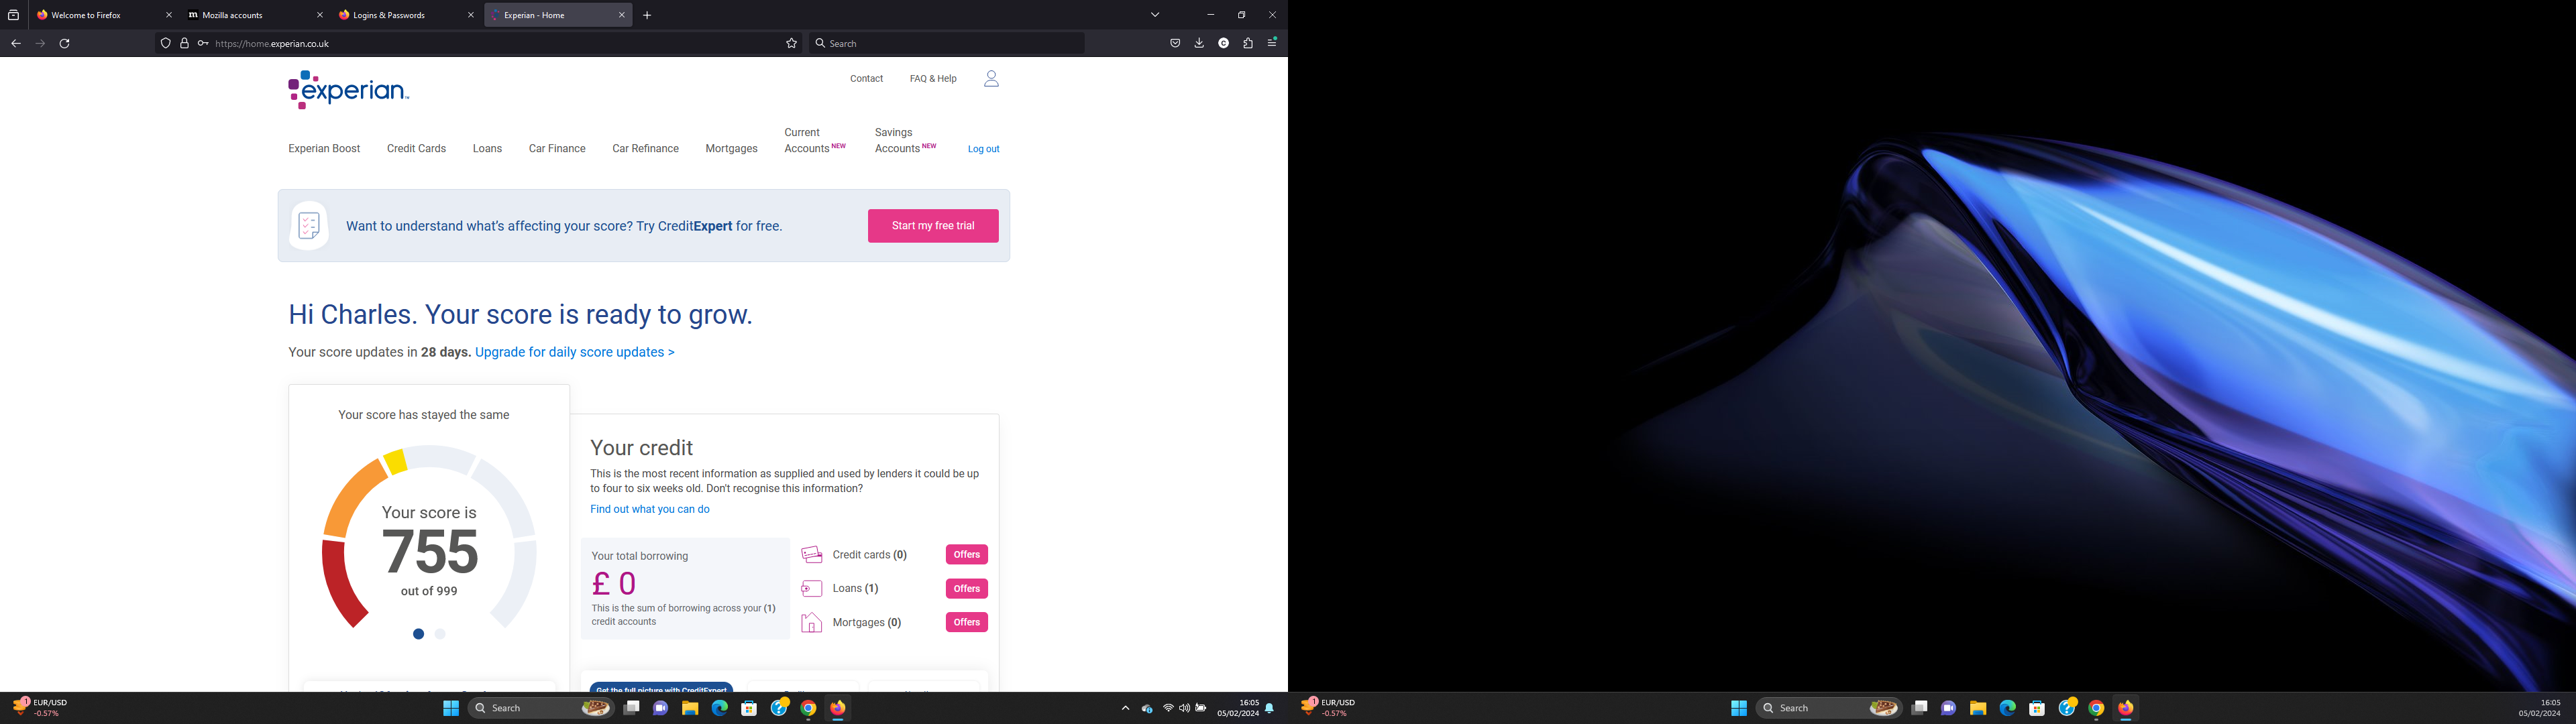 Welcome to Firefox
Mozilla accounts
Logins & Passwords
Experian - Home
https://home.experian.co.uk
Search
experian
Contact
FAQ & Help
Experian Boost
Credit Cards
Loans
Car Finance
Car Refinance
Mortgages
Current
Accounts NEW
Savings
Accounts NEW
Log out
Want to understand what's affecting your score? Try CreditExpert for free.
Start my free trial
Hi Charles. Your score is ready to grow.
Your score updates in 28 days. Upgrade for daily score updates >
Your score has stayed the same
Your score is
755
out of 999
Your credit
This is the most recent information as supplied and used by lenders it could be up
to four to six weeks old. Don't recognise this information?
Find out what you can do
Your total borrowing
£ 0
This is the sum of borrowing across your (1)
credit accounts
Credit cards (0)
Offers
Loans (1)
Offers
Mortgages (0)
Offers
Get the full picture with CreditExpert
1
EUR/USD
-0.57%
Search
16:05
05/02/2024
1
EUR/USD
-0.57%
Search
16:05
05/02/2024